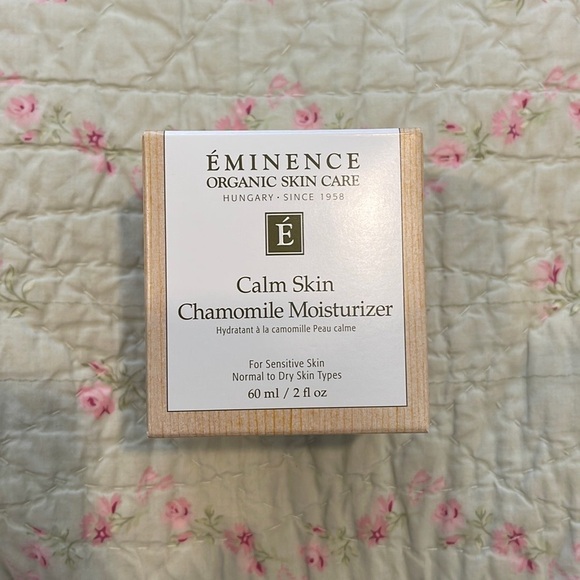 ÉMINENCE
ORGANIC SKIN CARE
HUNGARY · SINCE 1958
É
Calm Skin
Chamomile Moisturizer
Hydratant à la camomille Peau calme
For Sensitive Skin
Normal to Dry Skin Types
60 ml / 2 fl oz